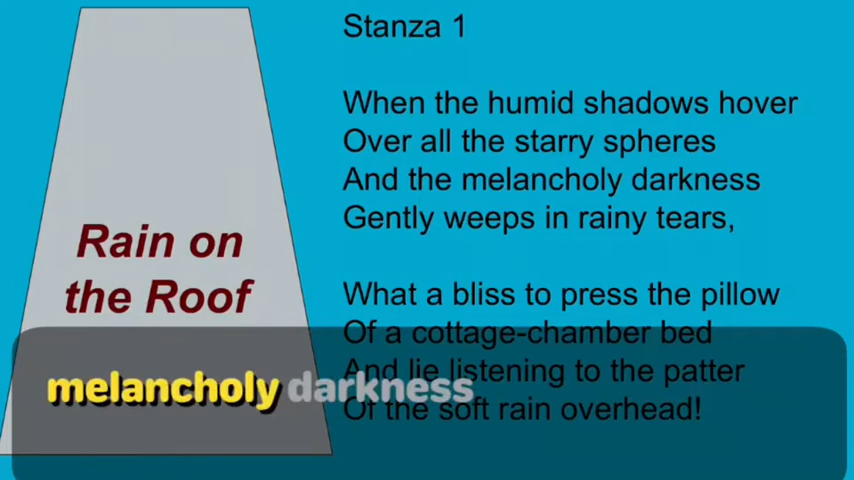 Rain on
the Roof
Stanza 1
When the humid shadows hover
Over all the starry spheres
And the melancholy darkness
Gently weeps in rainy tears,
What a bliss to press the pillow
Of a cottage-chamber bed
And lie listening to the patter
Of the soft rain overhead!
melancholy darkness